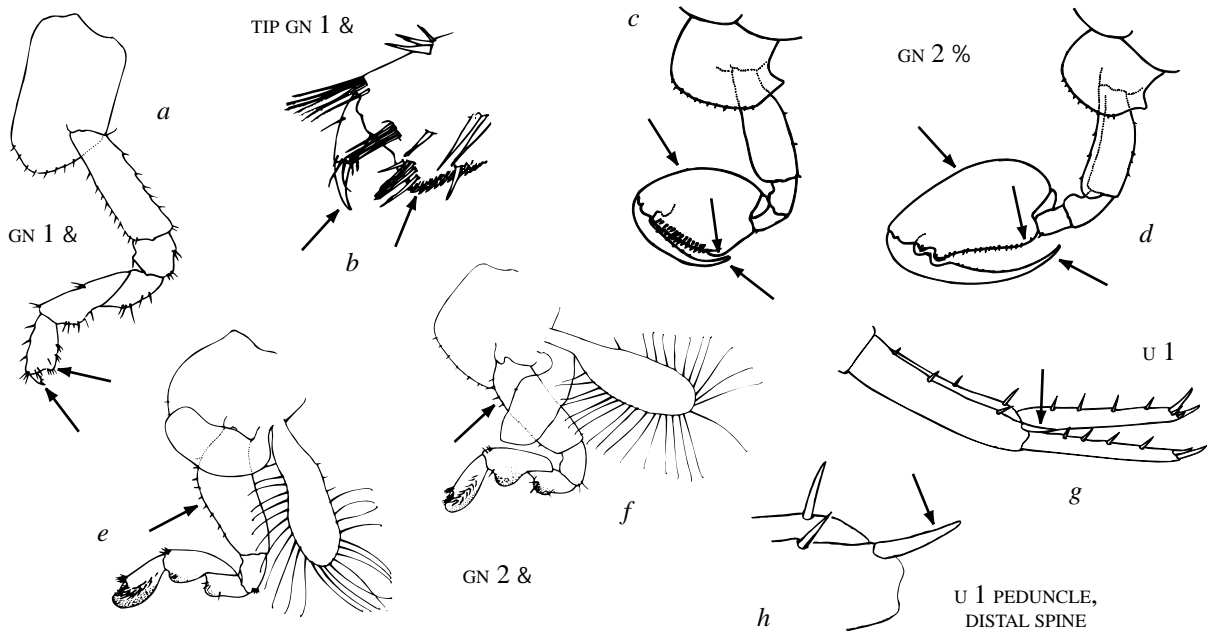 TIP GN 1 &
c
GN 2 %
a
GN 1 &
b
d
U 1
e
f
g
GN 2 &
h
U 1 PEDUNCLE,
DISTAL SPINE